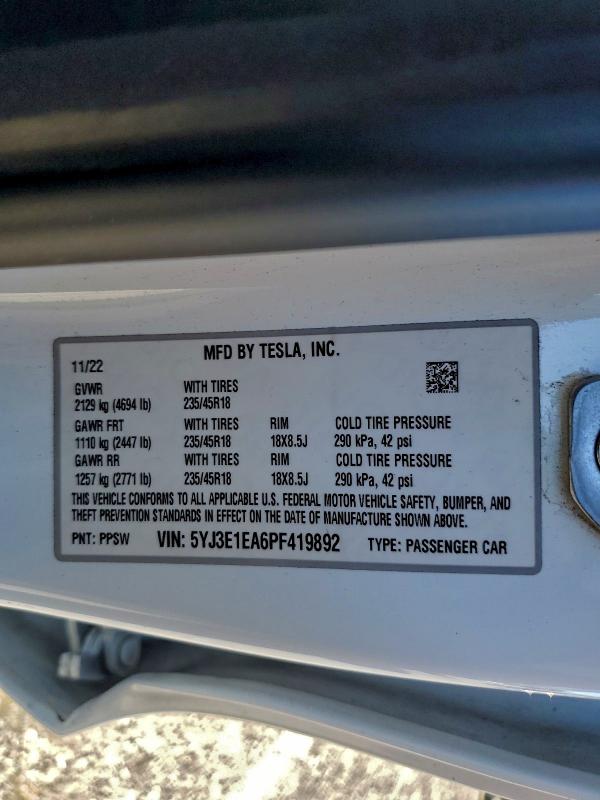 MFD BY TESLA, INC.
11/22
GVWR WITH TIRES
2129 kg (4694 lb) 235/45R18
GAWR FRT WITH TIRES RIM COLD TIRE PRESSURE
1110 kg (2447 lb) 235/45R18 18X8.5J 290 kPa, 42 psi
GAWR RR WITH TIRES RIM COLD TIRE PRESSURE
1257 kg (2771 lb) 235/45R18 18X8.5J 290 kPa, 42 psi
THIS VEHICLE CONFORMS TO ALL APPLICABLE U.S. FEDERAL MOTOR VEHICLE SAFETY, BUMPER, AND
THEFT PREVENTION STANDARDS IN EFFECT ON THE DATE OF MANUFACTURE SHOWN ABOVE.
PNT: PPSW VIN: 5YJ3E1EA6PF419892 TYPE: PASSENGER CAR